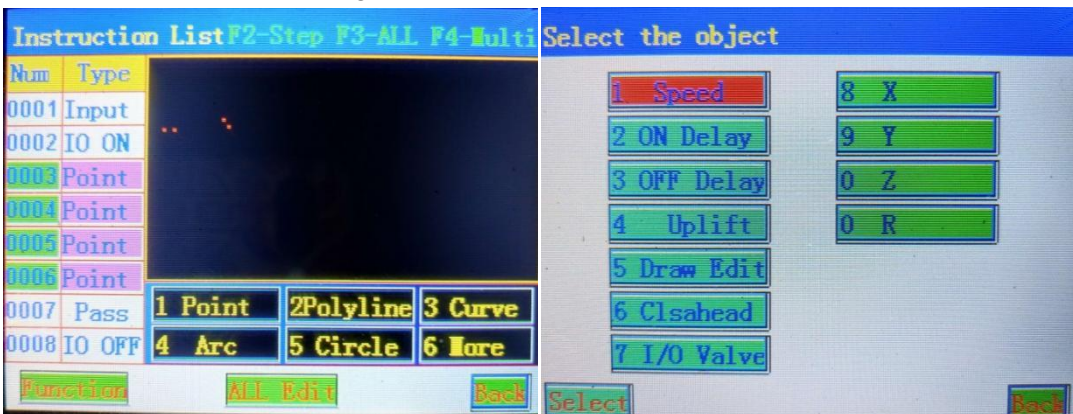 Instruction List F2-Step F3-ALL F4-Multi
Num Type
0001 Input
0002 IO ON
0003 Point
0004 Point
0005 Point
0006 Point
0007 Pass
0008 IO OFF
1 Point 2Polyline 3 Curve
4 Arc 5 Circle 6 More
Function ALL Edit Back
Select the object
1 Speed
2 ON Delay
3 OFF Delay
4 Uplift
5 Draw Edit
6 Clsahead
7 I/O Valve
8 X
9 Y
0 Z
0 R
Select Back